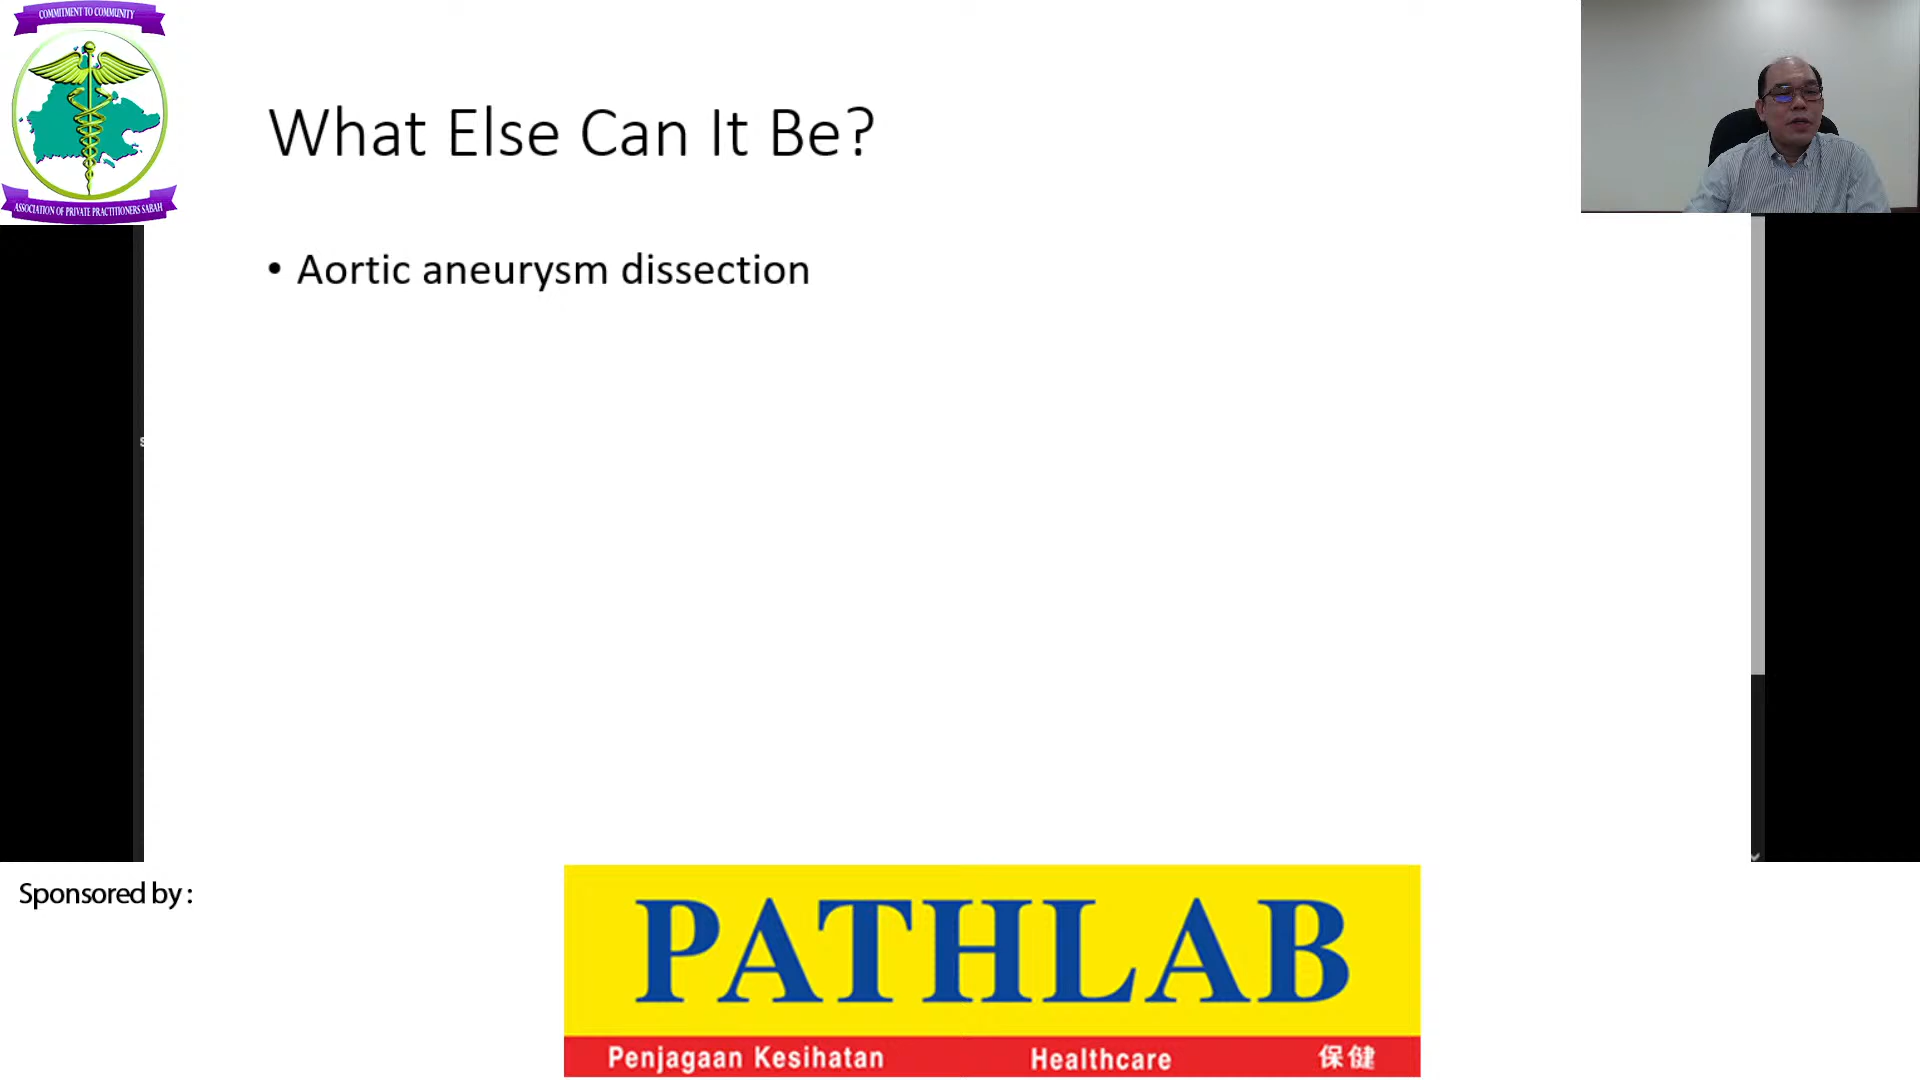 COMMITMENT TO COMMUNITY
ASSOCIATION OF PRIVATE PRACTITIONERS SABAH
What Else Can It Be?
• Aortic aneurysm dissection
s
Sponsored by :
PATHLAB
Penjagaan Kesihatan Healthcare 保健